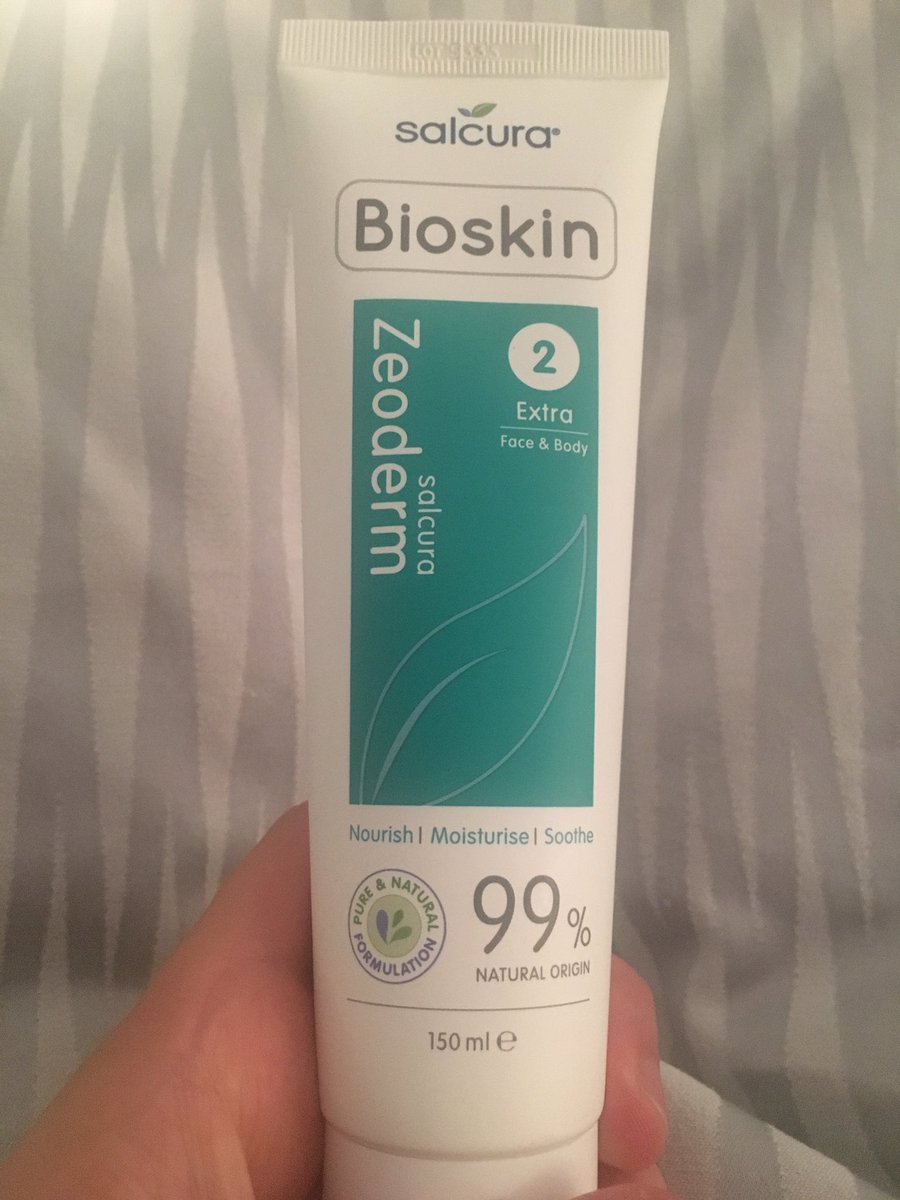 salcura®
Bioskin
Zeoderm
salcura
2
Extra
Face & Body
Nourish | Moisturise | Soothe
PURE & NATURAL
FORMULATION
99%
NATURAL ORIGIN
150 ml ℮